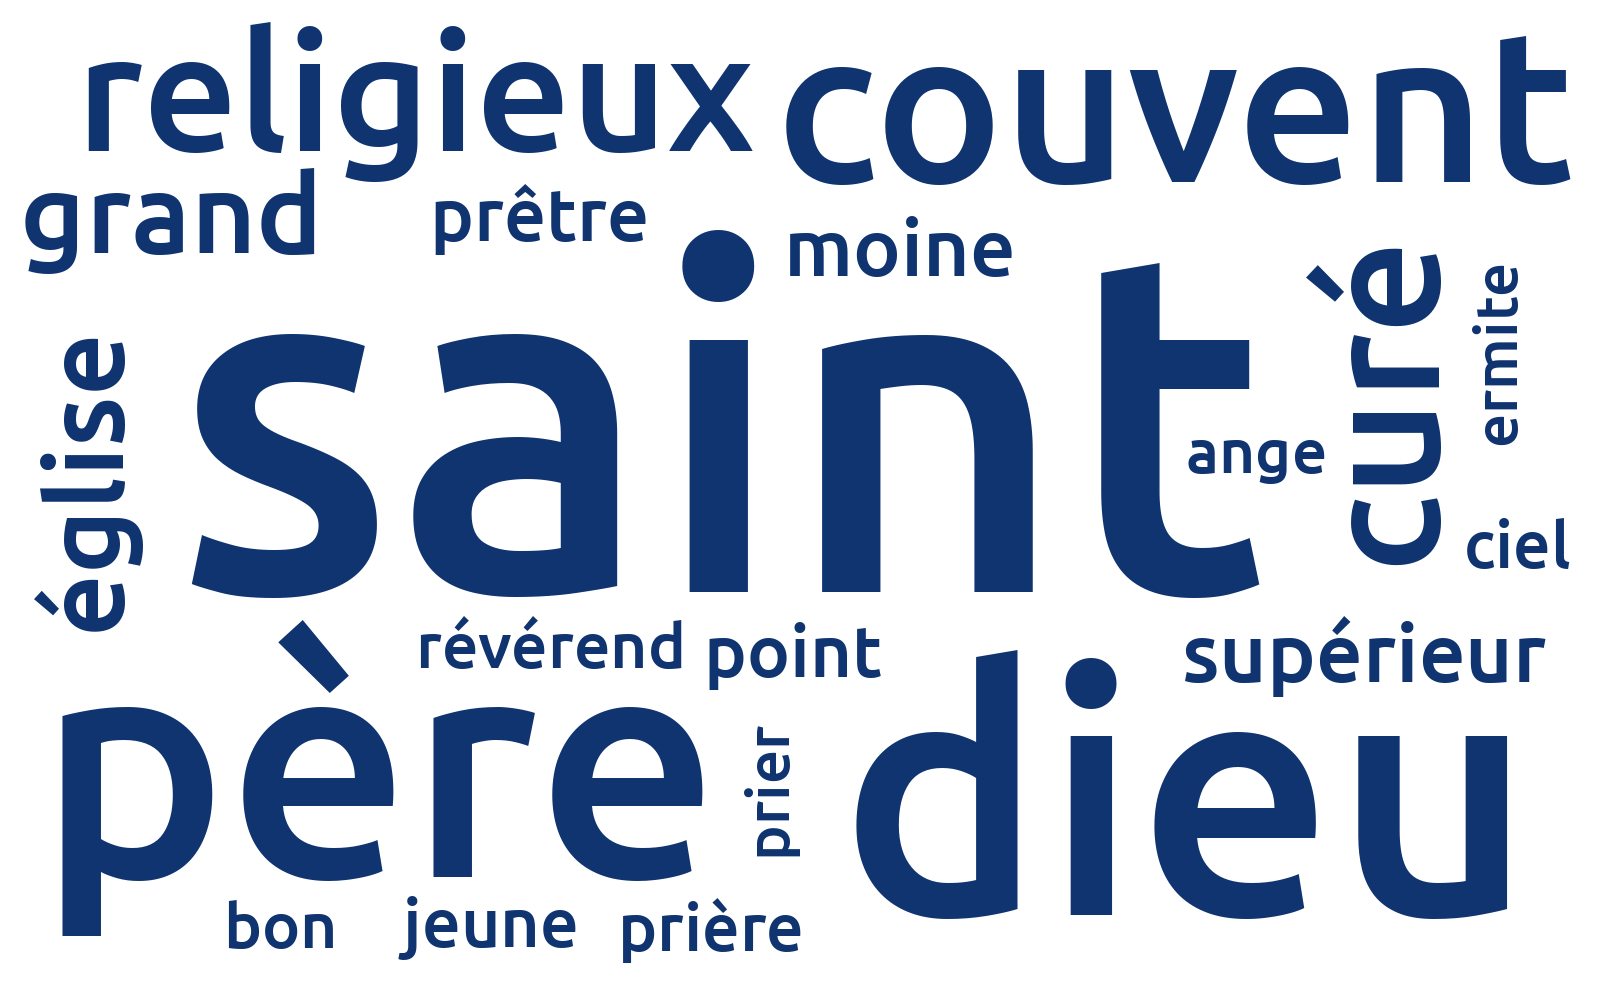 religieux
couvent
grand
prêtre
moine
saint
curé
ermite
église
ange
ciel
révérend
point
supérieur
père
prier
dieu
bon
jeune
prière